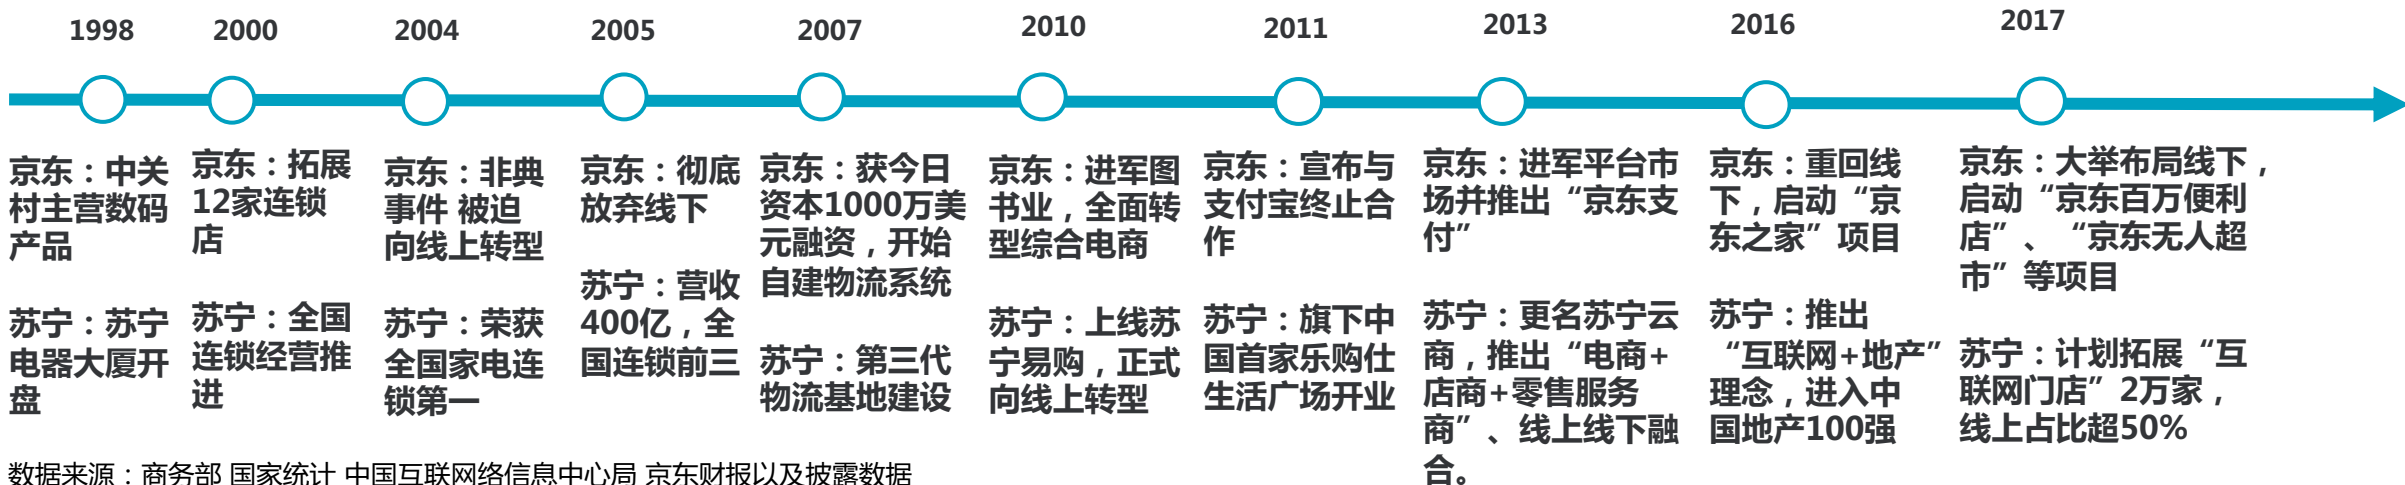 1998
2000
2004
2005
2007
2010
2011
2013
2016
2017
京东：中关
村主营数码
产品
苏宁：苏宁
电器大厦开
盘
京东：拓展
12家连锁
店
苏宁：全国
连锁经营推
进
京东：非典
事件 被迫
向线上转型
苏宁：荣获
全国家电连
锁第一
京东：彻底
放弃线下
苏宁：营收
400亿，全
国连锁前三
京东：获今日
资本1000万美
元融资，开始
自建物流系统
苏宁：第三代
物流基地建设
京东：进军图
书业，全面转
型综合电商
苏宁：上线苏
宁易购，正式
向线上转型
京东：宣布与
支付宝终止合
作
苏宁：旗下中
国首家乐购仕
生活广场开业
京东：进军平台市
场并推出“京东支
付”
苏宁：更名苏宁云
商，推出“电商+
店商+零售服务
商”、线上线下融
合。
京东：重回线
下，启动“京
东之家”项目
苏宁：推出
“互联网+地产”
理念，进入中
国地产100强
京东：大举布局线下，
启动“京东百万便利
店”、“京东无人超
市”等项目
苏宁：计划拓展“互
联网门店”2万家，
线上占比超50%
数据来源：商务部 国家统计 中国互联网络信息中心局 京东财报以及披露数据